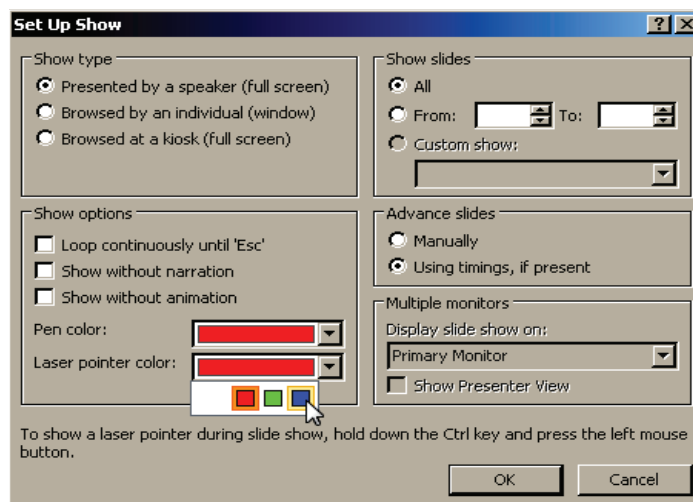 Set Up Show
Show type
Presented by a speaker (full screen)
Browsed by an individual (window)
Browsed at a kiosk (full screen)
Show slides
All
From: To:
Custom show:
Show options
Loop continuously until 'Esc'
Show without narration
Show without animation
Pen color:
Laser pointer color:
Advance slides
Manually
Using timings, if present
Multiple monitors
Display slide show on:
Primary Monitor
Show Presenter View
To show a laser pointer during slide show, hold down the Ctrl key and press the left mouse
button.
OK Cancel